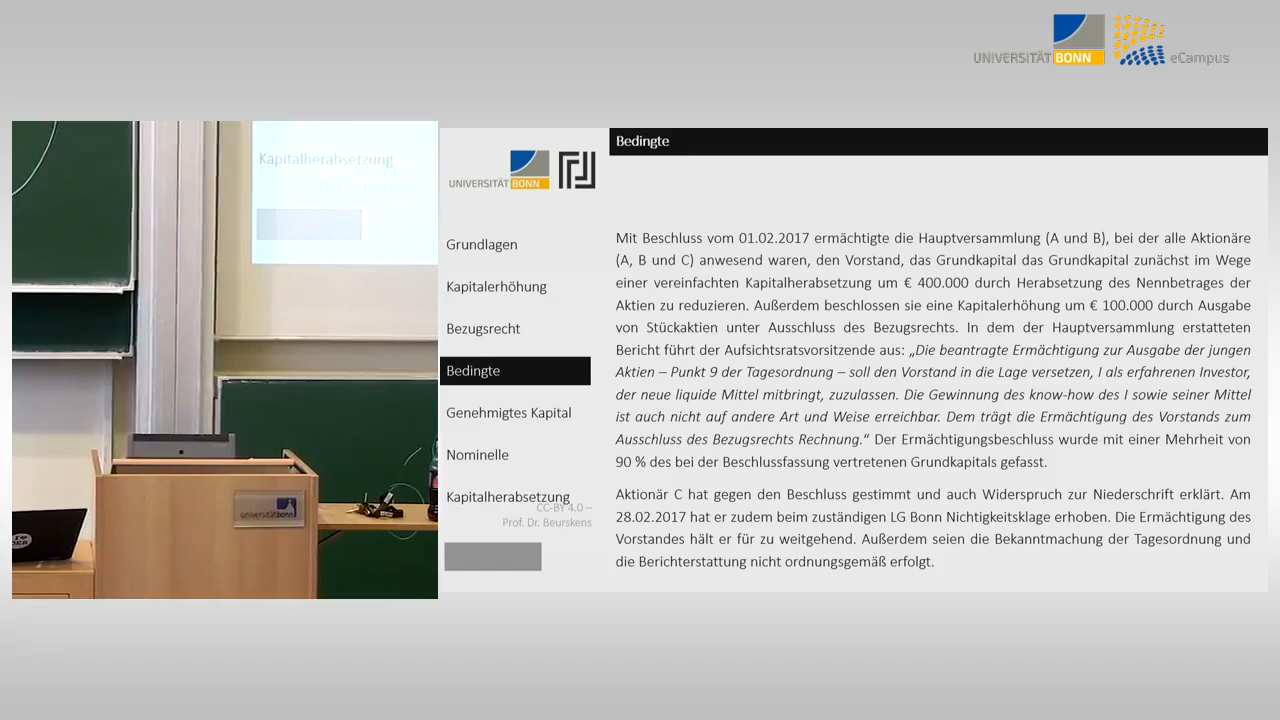 UNIVERSITÄT BONN eCampus
Kapitalherabsetzung
universitätbonn
UNIVERSITÄT BONN
Grundlagen
Kapitalerhöhung
Bezugsrecht
Bedingte
Genehmigtes Kapital
Nominelle
Kapitalherabsetzung
CC-BY 4.0 –
Prof. Dr. Beurskens
Bedingte
Mit Beschluss vom 01.02.2017 ermächtigte die Hauptversammlung (A und B), bei der alle Aktionäre
(A, B und C) anwesend waren, den Vorstand, das Grundkapital das Grundkapital zunächst im Wege
einer vereinfachten Kapitalherabsetzung um € 400.000 durch Herabsetzung des Nennbetrages der
Aktien zu reduzieren. Außerdem beschlossen sie eine Kapitalerhöhung um € 100.000 durch Ausgabe
von Stückaktien unter Ausschluss des Bezugsrechts. In dem der Hauptversammlung erstatteten
Bericht führt der Aufsichtsratsvorsitzende aus: „Die beantragte Ermächtigung zur Ausgabe der jungen
Aktien – Punkt 9 der Tagesordnung – soll den Vorstand in die Lage versetzen, I als erfahrenen Investor,
der neue liquide Mittel mitbringt, zuzulassen. Die Gewinnung des know-how des I sowie seiner Mittel
ist auch nicht auf andere Art und Weise erreichbar. Dem trägt die Ermächtigung des Vorstands zum
Ausschluss des Bezugsrechts Rechnung.“ Der Ermächtigungsbeschluss wurde mit einer Mehrheit von
90 % des bei der Beschlussfassung vertretenen Grundkapitals gefasst.
Aktionär C hat gegen den Beschluss gestimmt und auch Widerspruch zur Niederschrift erklärt. Am
28.02.2017 hat er zudem beim zuständigen LG Bonn Nichtigkeitsklage erhoben. Die Ermächtigung des
Vorstandes hält er für zu weitgehend. Außerdem seien die Bekanntmachung der Tagesordnung und
die Berichterstattung nicht ordnungsgemäß erfolgt.